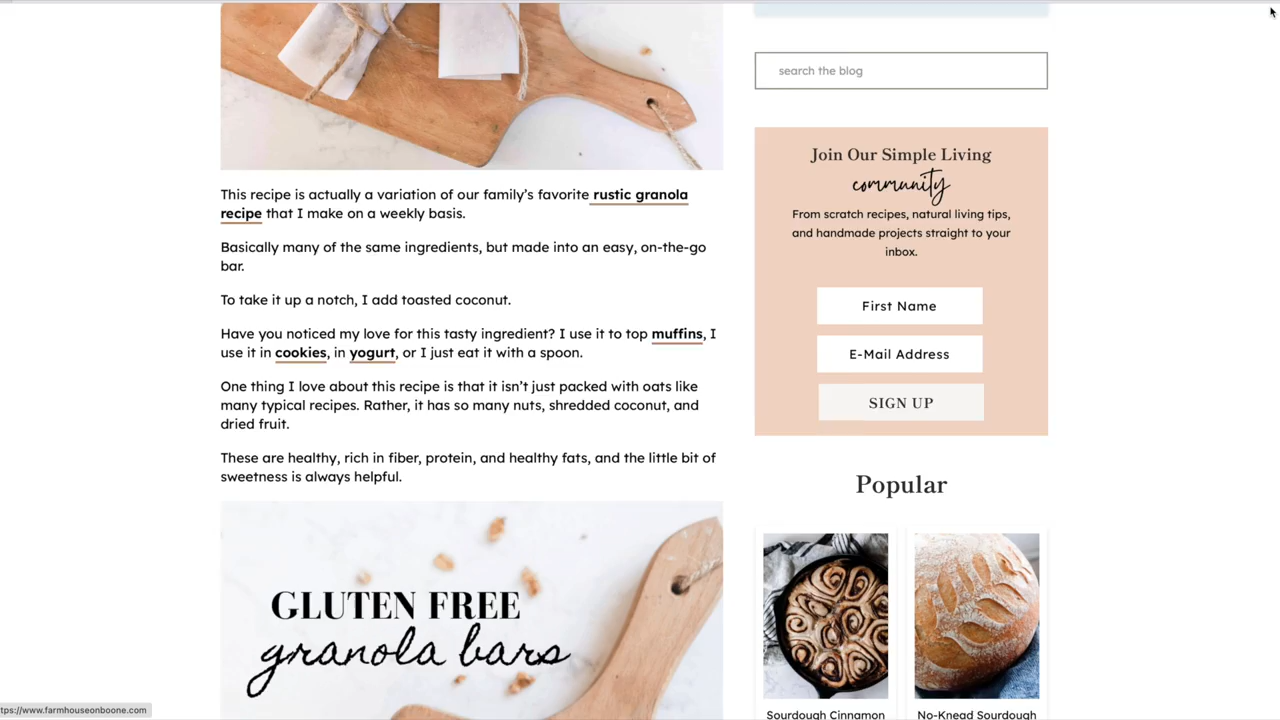 search the blog
Join Our Simple Living
community
From scratch recipes, natural living tips,
and handmade projects straight to your
inbox.
First Name
E-Mail Address
SIGN UP
Popular
Sourdough Cinnamon
No-Knead Sourdough
This recipe is actually a variation of our family’s favorite rustic granola
recipe that I make on a weekly basis.
Basically many of the same ingredients, but made into an easy, on-the-go
bar.
To take it up a notch, I add toasted coconut.
Have you noticed my love for this tasty ingredient? I use it to top muffins, I
use it in cookies, in yogurt, or I just eat it with a spoon.
One thing I love about this recipe is that it isn’t just packed with oats like
many typical recipes. Rather, it has so many nuts, shredded coconut, and
dried fruit.
These are healthy, rich in fiber, protein, and healthy fats, and the little bit of
sweetness is always helpful.
GLUTEN FREE
granola bars
tps://www.farmhouseonboone.com